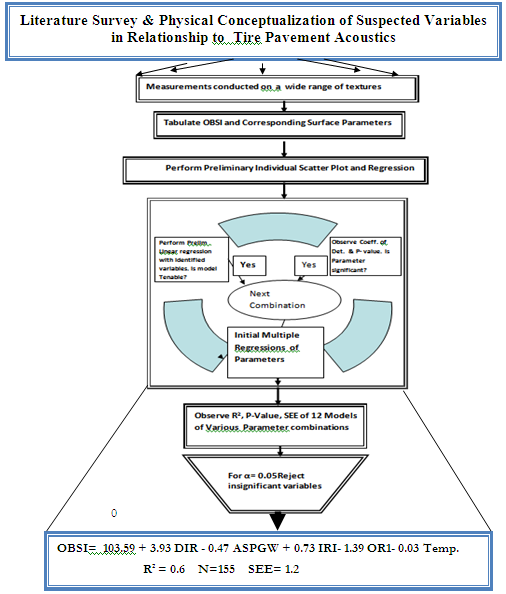 Literature Survey & Physical Conceptualization of Suspected Variables
in Relationship to Tire Pavement Acoustics
Measurements conducted on a wide range of textures
Tabulate OBSI and Corresponding Surface Parameters
Perform Preliminary Individual Scatter Plot and Regression
Perform Prelim.
Linear regression
with identified
variables. Is model
Tenable?
Yes
Yes
Observe Coeff. of
Det. & P-value. Is
Parameter
significant?
Next
Combination
Initial Multiple
Regressions of
Parameters
Observe R², P-Value, SEE of 12 Models
of Various Parameter combinations
For α= 0.05Reject
insignificant variables
0
OBSI= 103.59 + 3.93 DIR - 0.47 ASPGW + 0.73 IRI- 1.39 OR1- 0.03 Temp.
R² = 0.6 N=155 SEE= 1.2